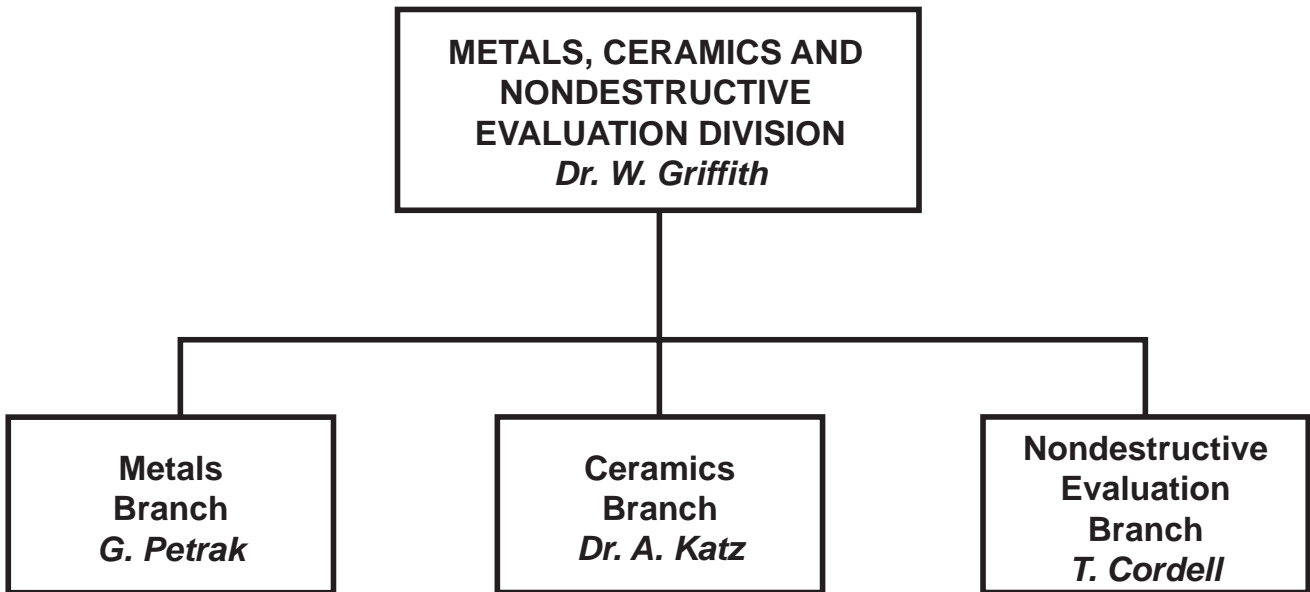 METALS, CERAMICS AND
NONDESTRUCTIVE
EVALUATION DIVISION
Dr. W. Griffith
Metals
Branch
G. Petrak
Ceramics
Branch
Dr. A. Katz
Nondestructive
Evaluation
Branch
T. Cordell